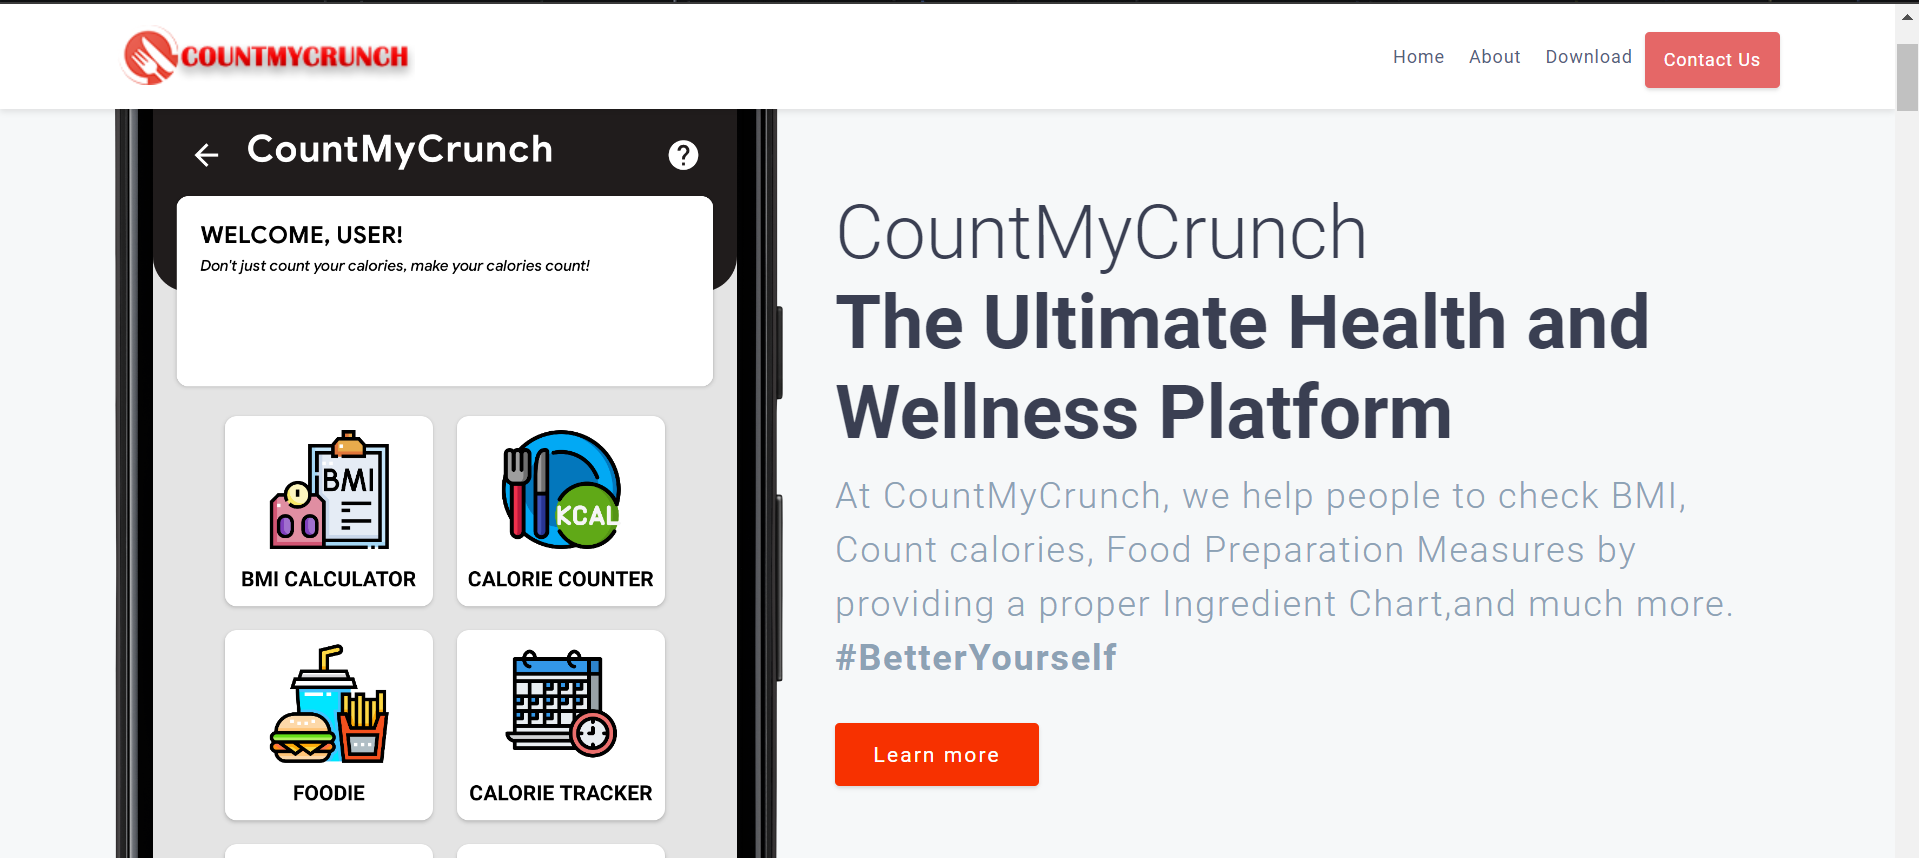 COUNTMYCRUNCH
Home About Download Contact Us
CountMyCrunch
?
WELCOME, USER!
Don't just count your calories, make your calories count!
BMI
KCAL
BMI CALCULATOR
CALORIE COUNTER
FOODIE
CALORIE TRACKER
CountMyCrunch
The Ultimate Health and
Wellness Platform
At CountMyCrunch, we help people to check BMI,
Count calories, Food Preparation Measures by
providing a proper Ingredient Chart,and much more.
#BetterYourself
Learn more